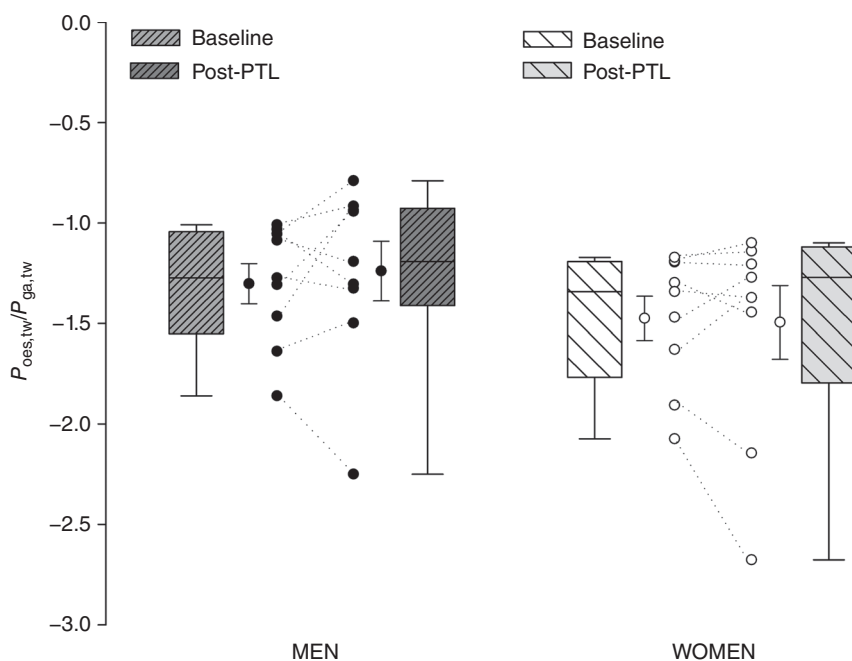 0.0
Baseline
Post-PTL
Baseline
Post-PTL
−0.5
−1.0
−1.5
−2.0
−2.5
−3.0
Poes,tw/Pga,tw
MEN
WOMEN